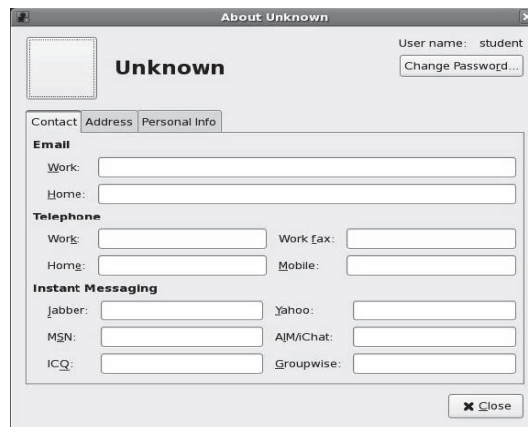 About Unknown
Unknown
User name: student
Change Password...
Contact Address Personal Info
Email
Work:
Home:
Telephone
Work: Work fax:
Home: Mobile:
Instant Messaging
Jabber: Yahoo:
MSN: AIM/iChat:
ICQ: Groupwise:
Close